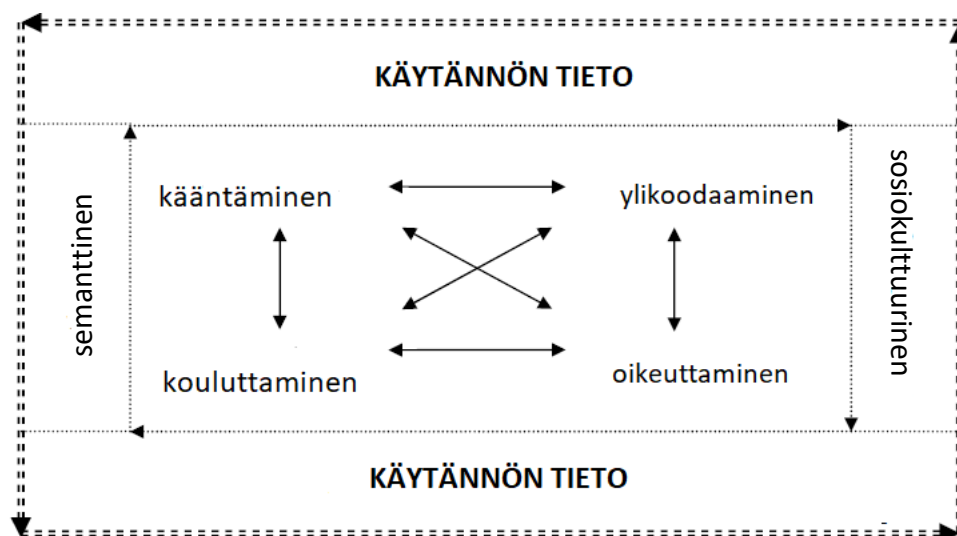 KÄYTÄNNÖN TIETO
semanttinen
kääntäminen
ylikoodaaminen
sosiokulttuurinen
kouluttaminen
oikeuttaminen
KÄYTÄNNÖN TIETO